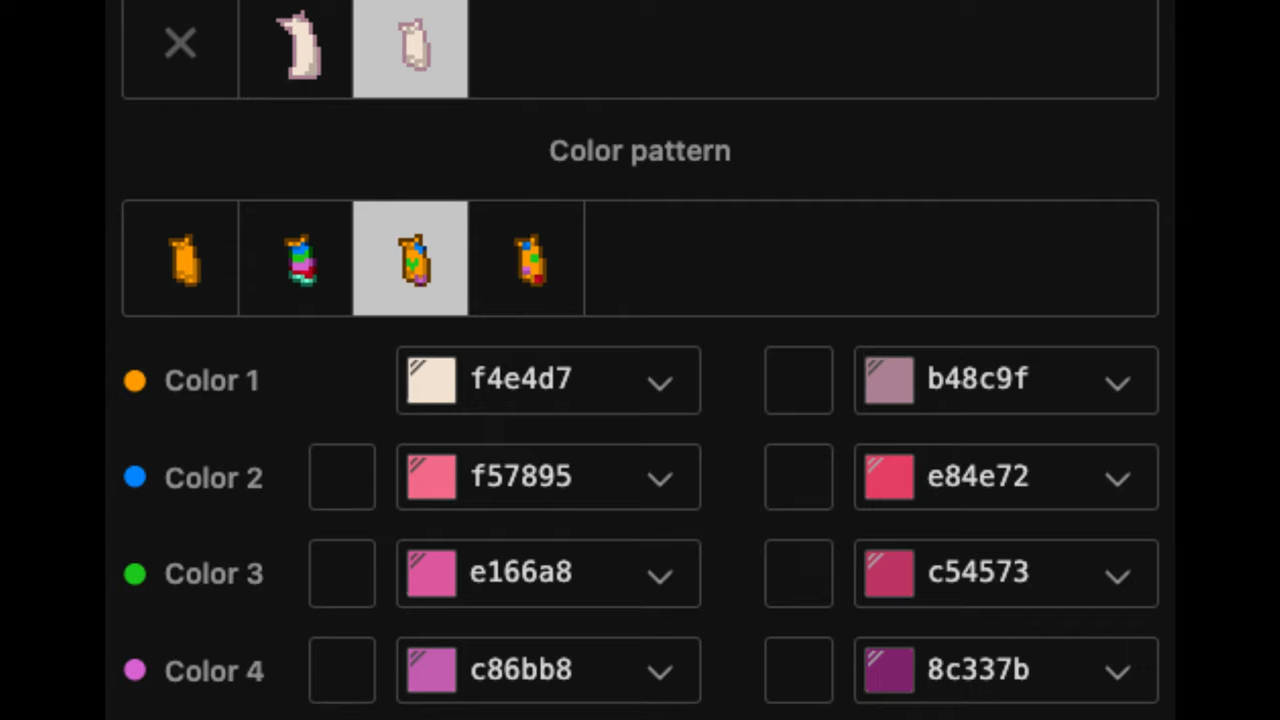 Color pattern
Color 1 f4e4d7 b48c9f
Color 2 f57895 e84e72
Color 3 e166a8 c54573
Color 4 c86bb8 8c337b